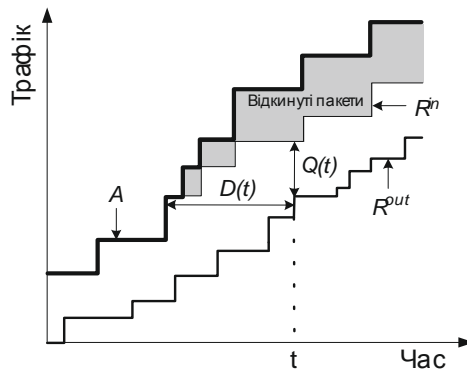 Трафік
Відкинуті пакети
R^in
Q(t)
A
D(t)
R^out
t
Час